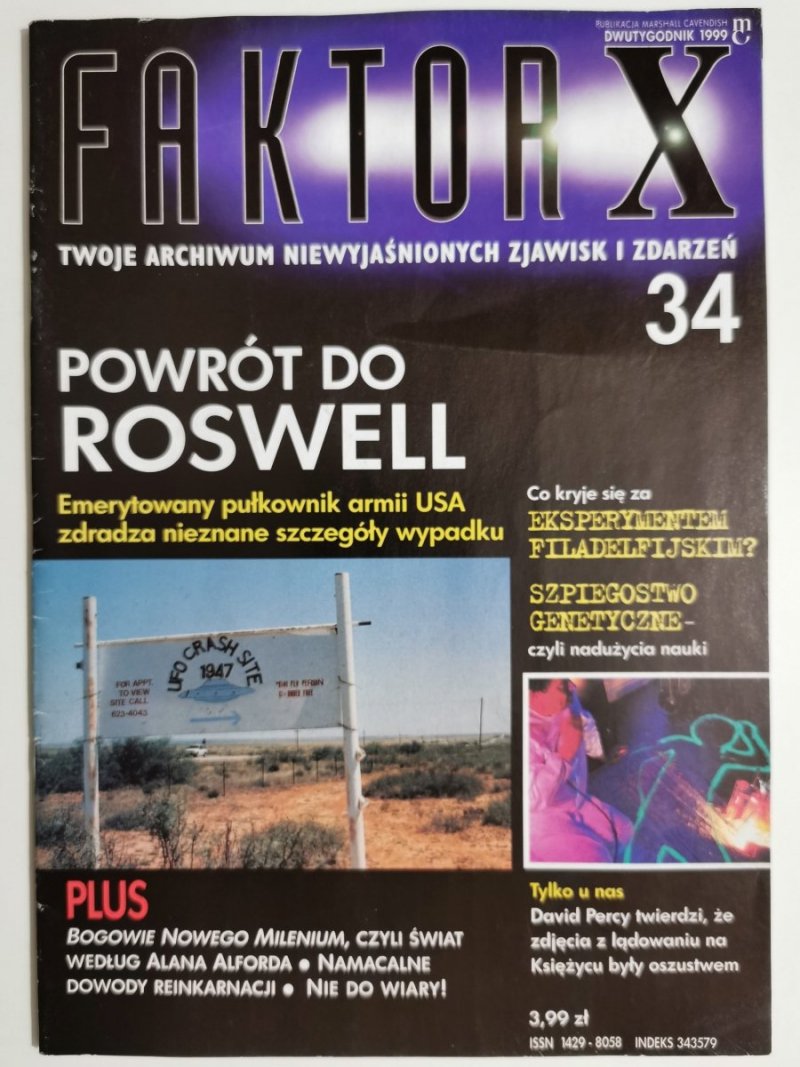 PUBLIKACJA MARSHALL CAVENDISH
DWUTYGODNIK 1999
mc
FAKTOR X
TWOJE ARCHIWUM NIEWYJAŚNIONYCH ZJAWISK I ZDARZEŃ
34
POWRÓT DO
ROSWELL
Emerytowany pułkownik armii USA
zdradza nieznane szczegóły wypadku
Co kryje się za
EKSPERYMENTEM
FILADELFIJSKIM?
SZPIEGOSTWO
GENETYCZNE–
czyli nadużycia nauki
UFO CRASH SITE
1947
FOR APPT.
TO VIEW
SITE CALL
623-4043
PLUS
BOGOWIE NOWEGO MILENIUM, CZYLI ŚWIAT
WEDŁUG ALANA ALFORDA • NAMACALNE
DOWODY REINKARNACJI • NIE DO WIARY!
Tylko u nas
David Percy twierdzi, że
zdjęcia z lądowaniu na
Księżycu były oszustwem
3,99 zł
ISSN 1429-8058 INDEKS 343579